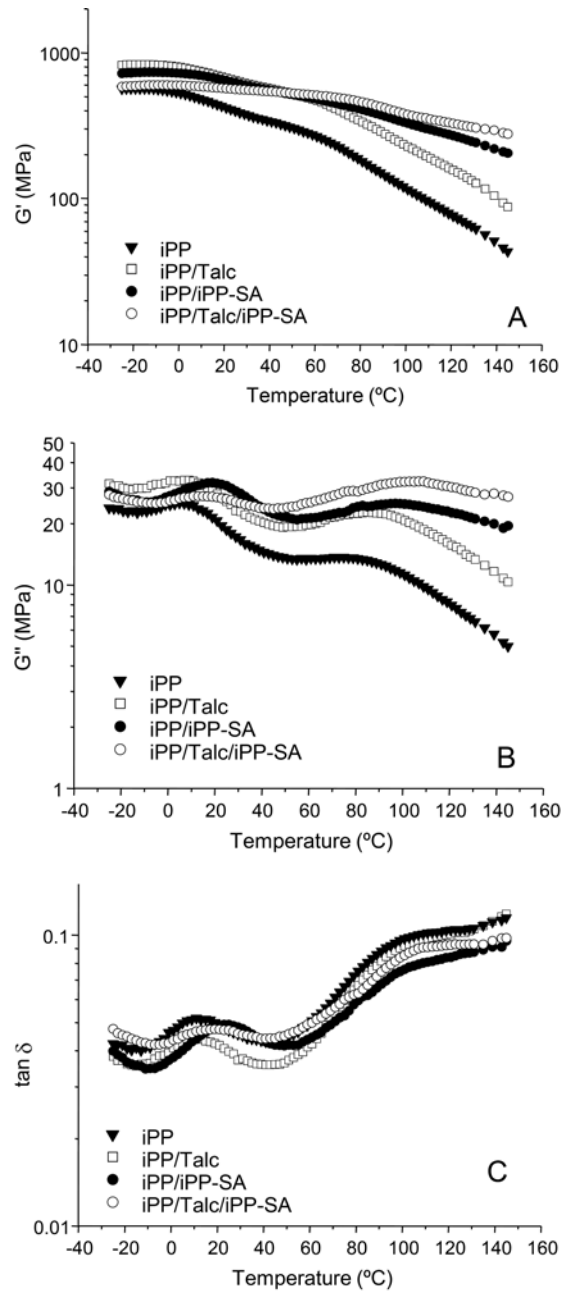 1000
100
10
G' (MPa)
iPP
iPP/Talc
iPP/iPP-SA
iPP/Talc/iPP-SA
A
-40 -20 0 20 40 60 80 100 120 140 160
Temperature (ºC)
50
40
30
20
10
1
G" (MPa)
iPP
iPP/Talc
iPP/iPP-SA
iPP/Talc/iPP-SA
B
-40 -20 0 20 40 60 80 100 120 140 160
Temperature (ºC)
0.1
0.01
tan δ
iPP
iPP/Talc
iPP/iPP-SA
iPP/Talc/iPP-SA
C
-40 -20 0 20 40 60 80 100 120 140 160
Temperature (ºC)